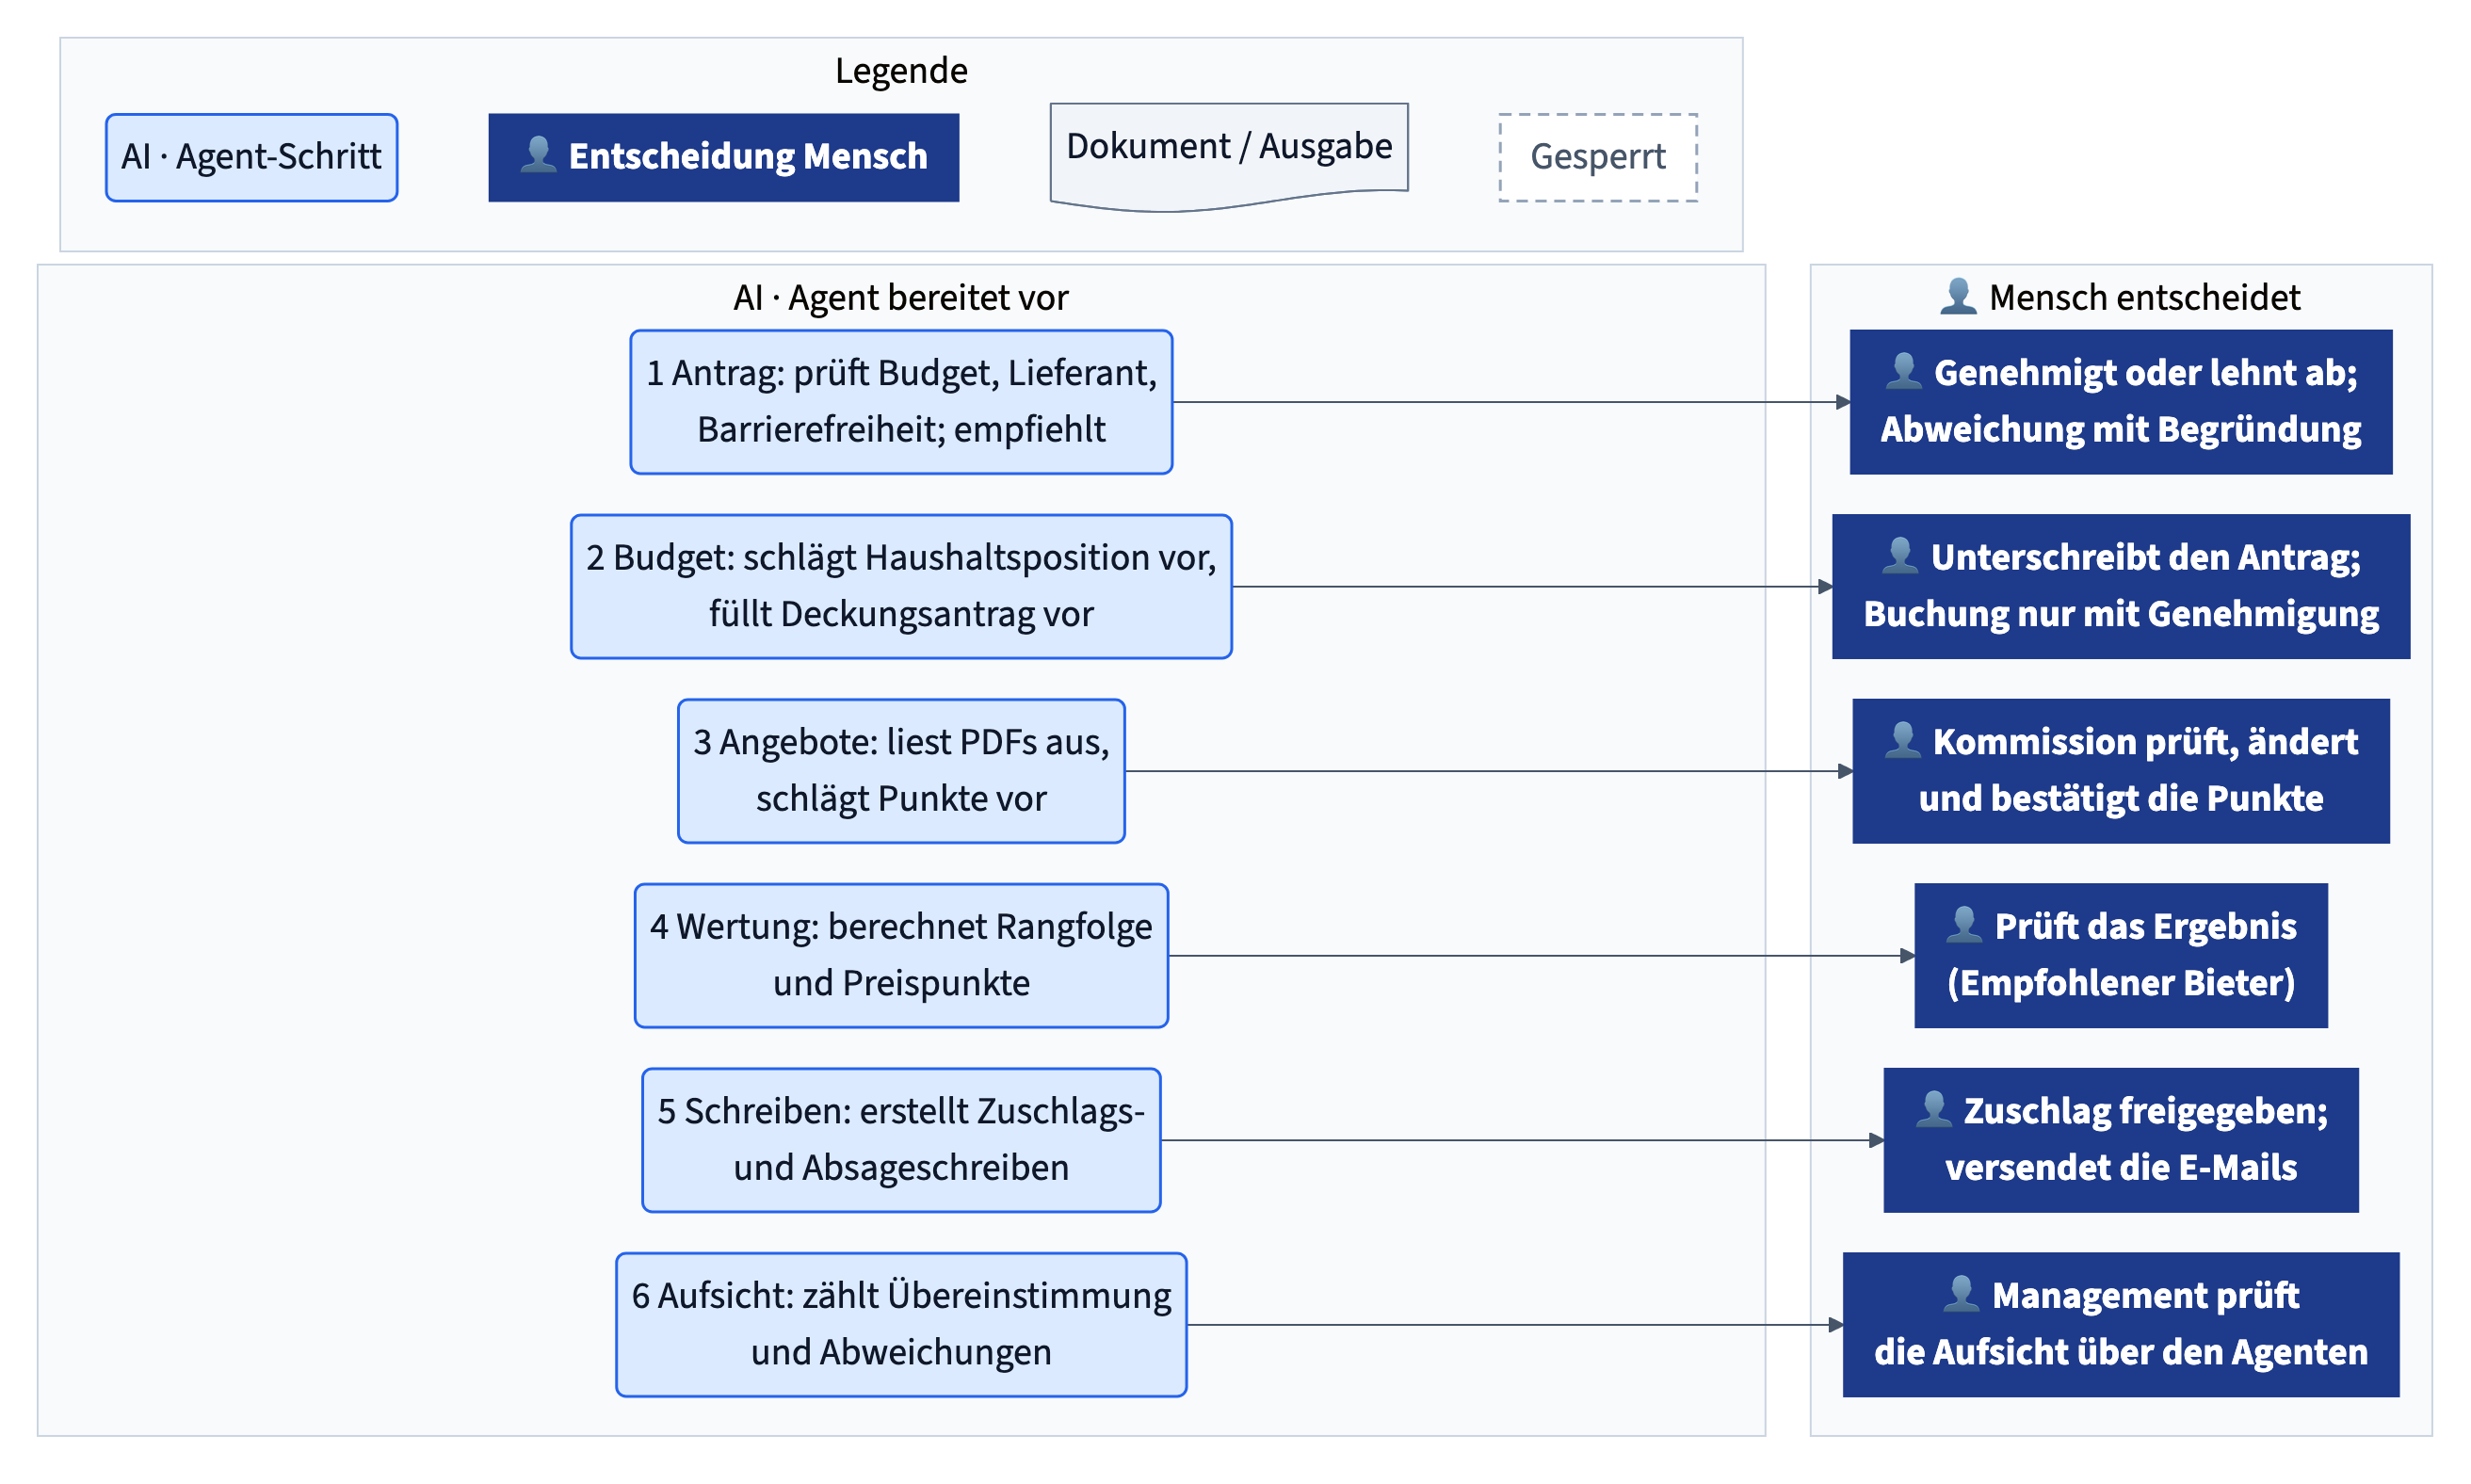 Legende
AI · Agent-Schritt
Entscheidung Mensch
Dokument / Ausgabe
Gesperrt
AI · Agent bereitet vor
Mensch entscheidet
1 Antrag: prüft Budget, Lieferant,
Barrierefreiheit; empfiehlt
Genehmigt oder lehnt ab;
Abweichung mit Begründung
2 Budget: schlägt Haushaltsposition vor,
füllt Deckungsantrag vor
Unterschreibt den Antrag;
Buchung nur mit Genehmigung
3 Angebote: liest PDFs aus,
schlägt Punkte vor
Kommission prüft, ändert
und bestätigt die Punkte
4 Wertung: berechnet Rangfolge
und Preispunkte
Prüft das Ergebnis
(Empfohlener Bieter)
5 Schreiben: erstellt Zuschlags-
und Absageschreiben
Zuschlag freigegeben;
versendet die E-Mails
6 Aufsicht: zählt Übereinstimmung
und Abweichungen
Management prüft
die Aufsicht über den Agenten